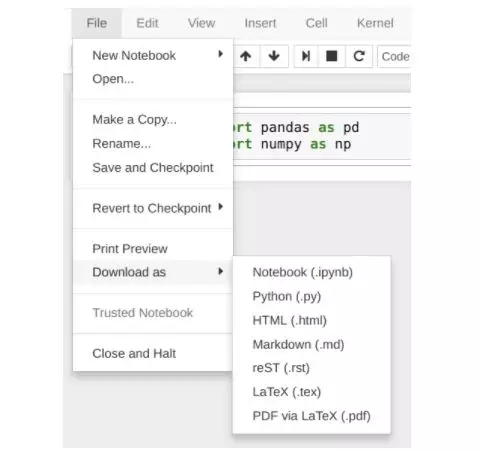 File Edit View Insert Cell Kernel
New Notebook
Open...
Code
Make a Copy...
Rename...
Save and Checkpoint
Revert to Checkpoint
Print Preview
Download as
Trusted Notebook
Close and Halt
ort pandas as pd
ort numpy as np
Notebook (.ipynb)
Python (.py)
HTML (.html)
Markdown (.md)
reST (.rst)
LaTeX (.tex)
PDF via LaTeX (.pdf)